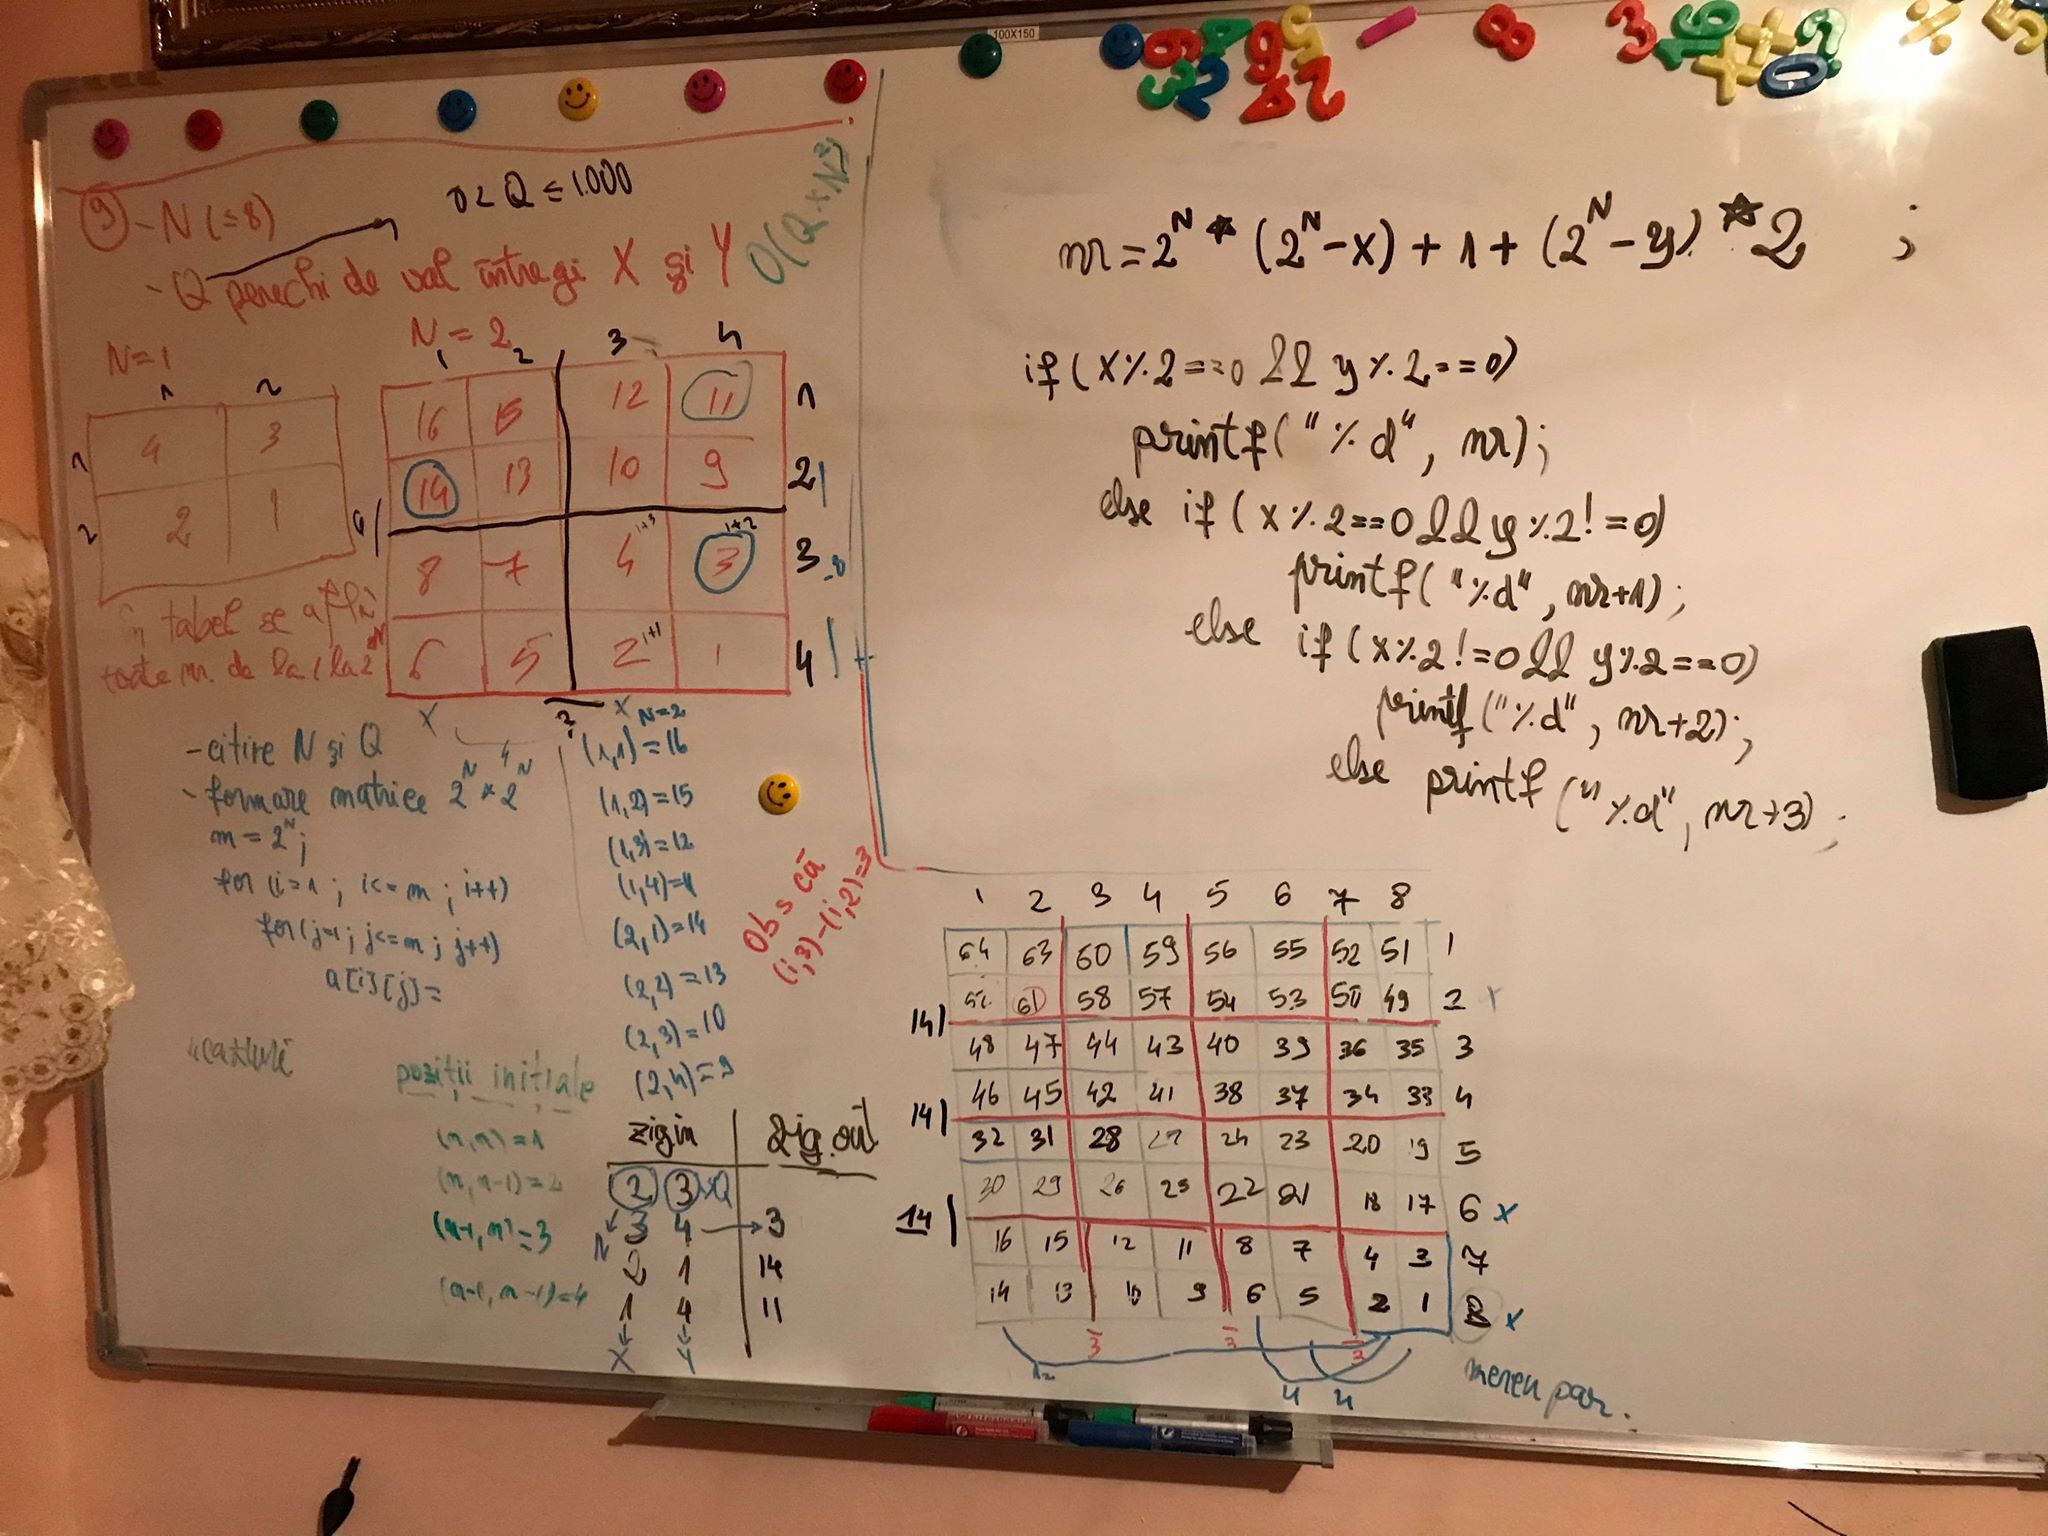 100X150
9) - N (≤8)
0 < Q ≤ 1.000
- Q perechi de val întregi X și Y
O(Q·N²)
N=1
1 2
1 4 3
2 2 1
N = 2
1 2 3 4
16 15 12 11 1
14 13 10 9 2
8 7 4 3 3
6 5 2 1 4
i+3 i+2
i+1
În tabel se află
toate nr. de la 1 la
- citire N și Q
- formare matrice 2^N * 2^N
m = 2^N;
for (i=1 ; i<=m ; i++)
for (j=1; j<=m; j++)
a[i][j]=
N=2
(1,1)=16
(1,2)=15
(1,3)=12
(1,4)=11
(2,1)=14
(2,2)=13
(2,3)=10
(2,4)=9
Obs că
(i,3)-(i,2)=3
poziții inițiale
(n,n)=1
(n,n-1)=2
(n-1,n)=3
(n-1,n-1)=4
zig.in zig.out
2 3 Q
N 3 4 3
2 1 14
1 4 11
X Y
nr = 2^N * (2^N - x) + 1 + (2^N - y) * 2 ;
if (x%2==0 && y%2==0)
printf("%d", nr);
else if (x%2==0 && y%2!=0)
printf("%d", nr+1);
else if (x%2!=0 && y%2==0)
printf("%d", nr+2);
else printf("%d", nr+3);
1 2 3 4 5 6 7 8
64 63 60 59 56 55 52 51 1
61 58 57 54 53 50 49 2 x
14 48 47 44 43 40 39 36 35 3
46 45 42 41 38 37 34 33 4
14 32 31 28 27 24 23 20 19 5
30 29 26 25 22 21 18 17 6 x
14 16 15 12 11 8 7 4 3 7
14 13 10 9 6 5 2 1 8 x
3 3 3
12 4 4
mereu par.